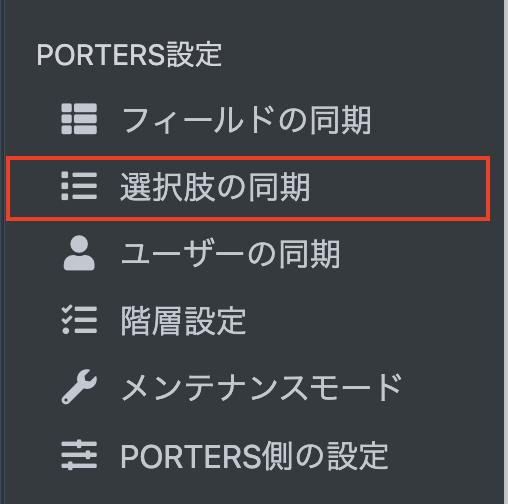 PORTERS設定
フィールドの同期
選択肢の同期
ユーザーの同期
階層設定
メンテナンスモード
PORTERS側の設定